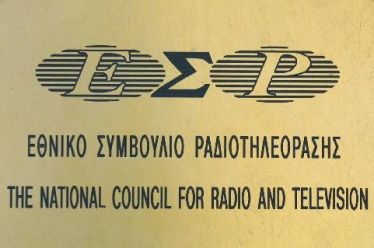 ΕΣΡ
ΕΘΝΙΚΟ ΣΥΜΒΟΥΛΙΟ ΡΑΔΙΟΤΗΛΕΟΡΑΣΗΣ
THE NATIONAL COUNCIL FOR RADIO AND TELEVISION